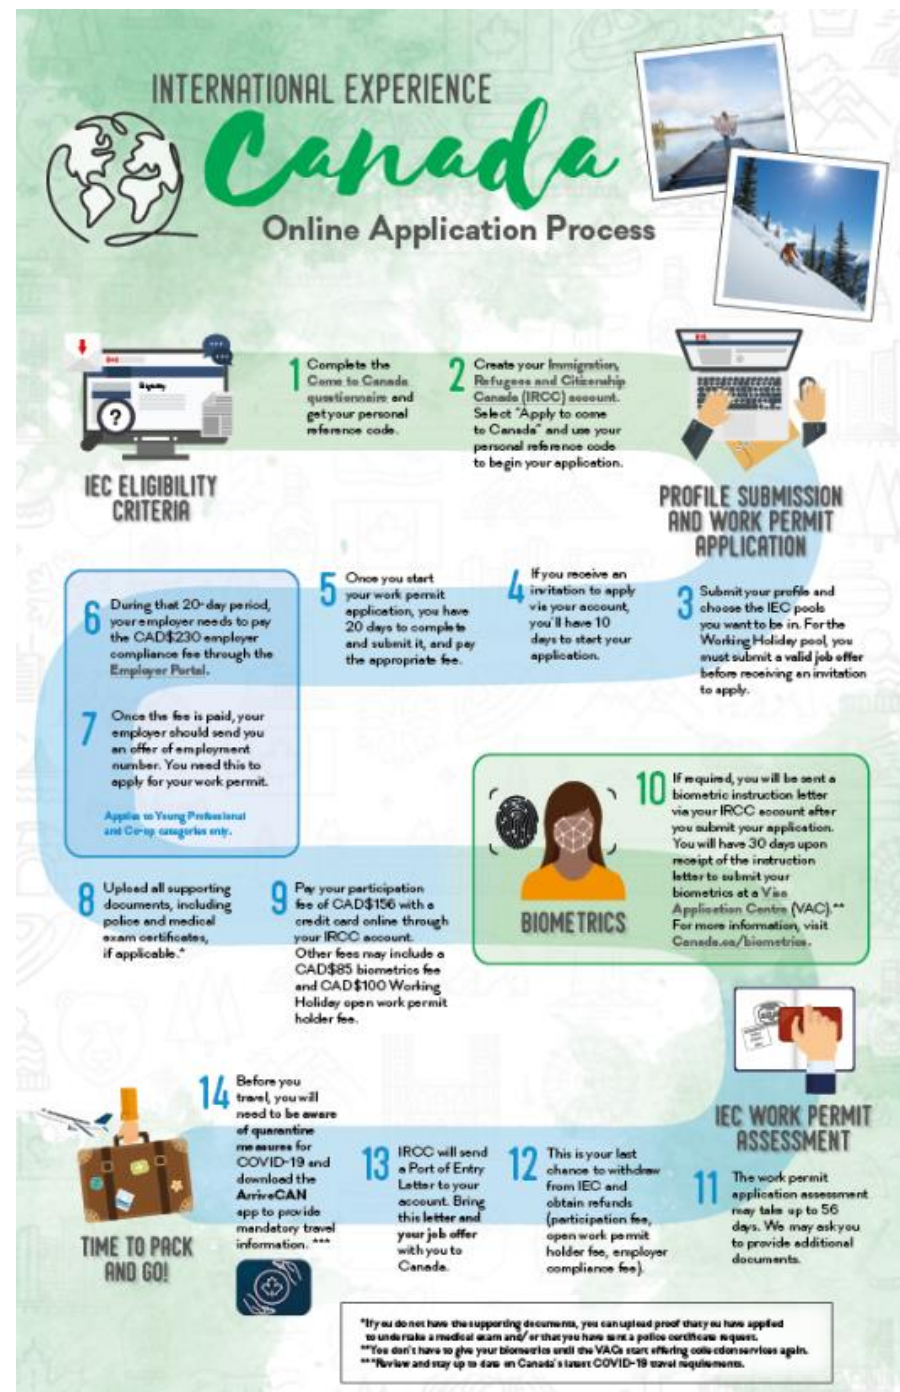 INTERNATIONAL EXPERIENCE
Canada
Online Application Process
IEC ELIGIBILITY
CRITERIA
1
Complete the
Come to Canada
questionnaire and
get your personal
reference code.
2
Create your Immigration,
Refugees and Citizenship
Canada (IRCC) account.
Select "Apply to come
to Canada" and use your
personal reference code
to begin your application.
PROFILE SUBMISSION
AND WORK PERMIT
APPLICATION
3
Submit your profile and
choose the IEC pools
you want to be in. For the
Working Holiday pool, you
must submit a valid job offer
before receiving an invitation
to apply.
4
If you receive an
invitation to apply
via your account,
you'll have 10
days to start your
application.
5
Once you start
your work permit
application, you have
20 days to complete
and submit it, and pay
the appropriate fee.
6
During that 20-day period,
your employer needs to pay
the CAD$230 employer
compliance fee through the
Employer Portal.
7
Once the fee is paid, your
employer should send you
an offer of employment
number. You need this to
apply for your work permit.
Applies to Young Professional
and Co-op categories only.
8
Upload all supporting
documents, including
police and medical
exam certificates,
if applicable.*
9
Pay your participation
fee of CAD$156 with a
credit card online through
your IRCC account.
Other fees may include a
CAD$85 biometrics fee
and CAD$100 Working
Holiday open work permit
holder fee.
BIOMETRICS
10
If required, you will be sent a
biometric instruction letter
via your IRCC account after
you submit your application.
You will have 30 days upon
receipt of the instruction
letter to submit your
biometrics at a Visa
Application Centre (VAC).**
For more information, visit
Canada.ca/biometrics.
IEC WORK PERMIT
ASSESSMENT
11
The work permit
application assessment
may take up to 56
days. We may ask you
to provide additional
documents.
12
This is your last
chance to withdraw
from IEC and
obtain refunds
(participation fee,
open work permit
holder fee, employer
compliance fee).
13
IRCC will send
a Port of Entry
Letter to your
account. Bring
this letter and
your job offer
with you to
Canada.
14
Before you
travel, you will
need to be aware
of quarantine
measures for
COVID-19 and
download the
ArriveCAN
app to provide
mandatory travel
information. ***
TIME TO PACK
AND GO!
*If you do not have the supporting documents, you can upload proof that you have applied
to undertake a medical exam and/or that you have sent a police certificate request.
**You don't have to give your biometrics until the VACs start offering collection services again.
***Review and stay up to date on Canada's latest COVID-19 travel requirements.